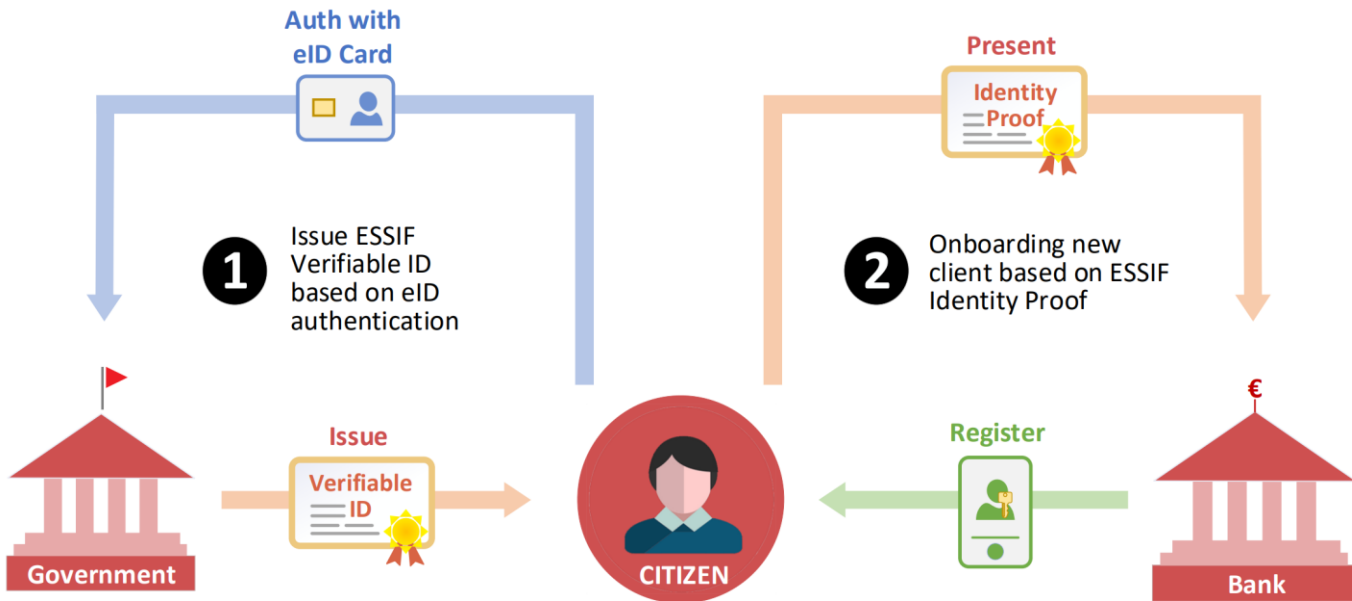 Auth with
eID Card
Present
Identity
Proof
1
Issue ESSIF
Verifiable ID
based on eID
authentication
2
Onboarding new
client based on ESSIF
Identity Proof
€
Issue
Register
Verifiable
ID
Government
CITIZEN
Bank